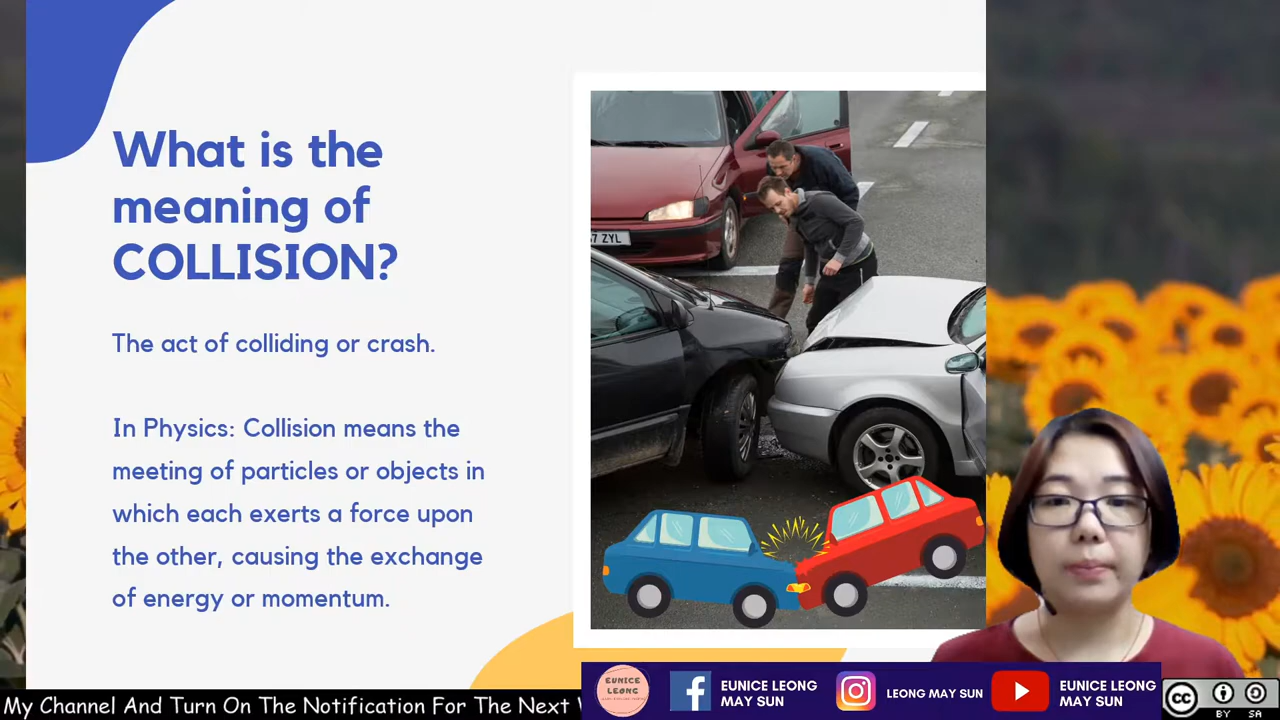 What is the
meaning of
COLLISION?
The act of colliding or crash.
In Physics: Collision means the
meeting of particles or objects in
which each exerts a force upon
the other, causing the exchange
of energy or momentum.
7 ZYL
My Channel And Turn On The Notification For The Next
EUNICE
LEONG
EUNICE LEONG
MAY SUN
LEONG MAY SUN
EUNICE LEONG
MAY SUN
CC
BY SA